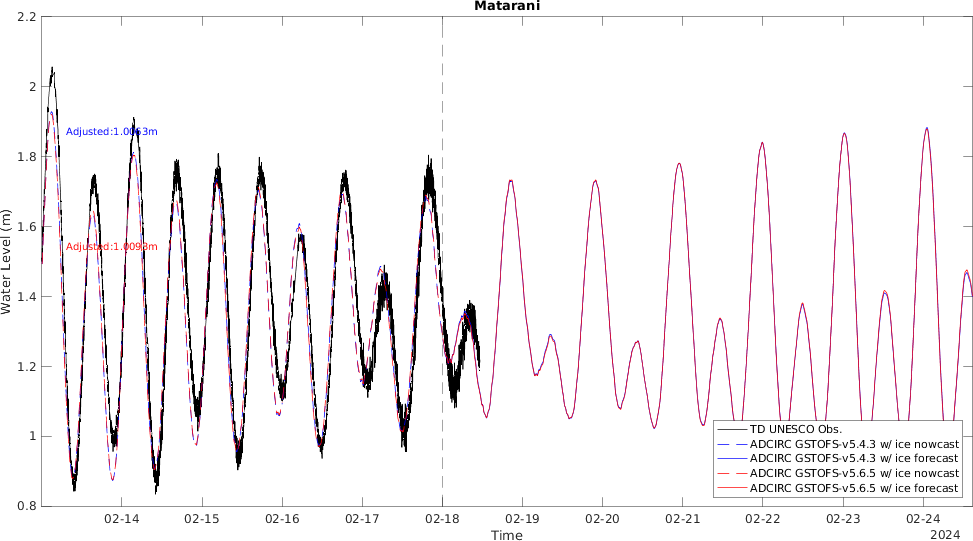 Matarani
2.2
2
1.8
1.6
1.4
1.2
1
0.8
Water Level (m)
Adjusted:1.0063m
Adjusted:1.0093m
TD UNESCO Obs.
ADCIRC GSTOFS-v5.4.3 w/ ice nowcast
ADCIRC GSTOFS-v5.4.3 w/ ice forecast
ADCIRC GSTOFS-v5.6.5 w/ ice nowcast
ADCIRC GSTOFS-v5.6.5 w/ ice forecast
02-14 02-15 02-16 02-17 02-18 02-19 02-20 02-21 02-22 02-23 02-24
Time
2024